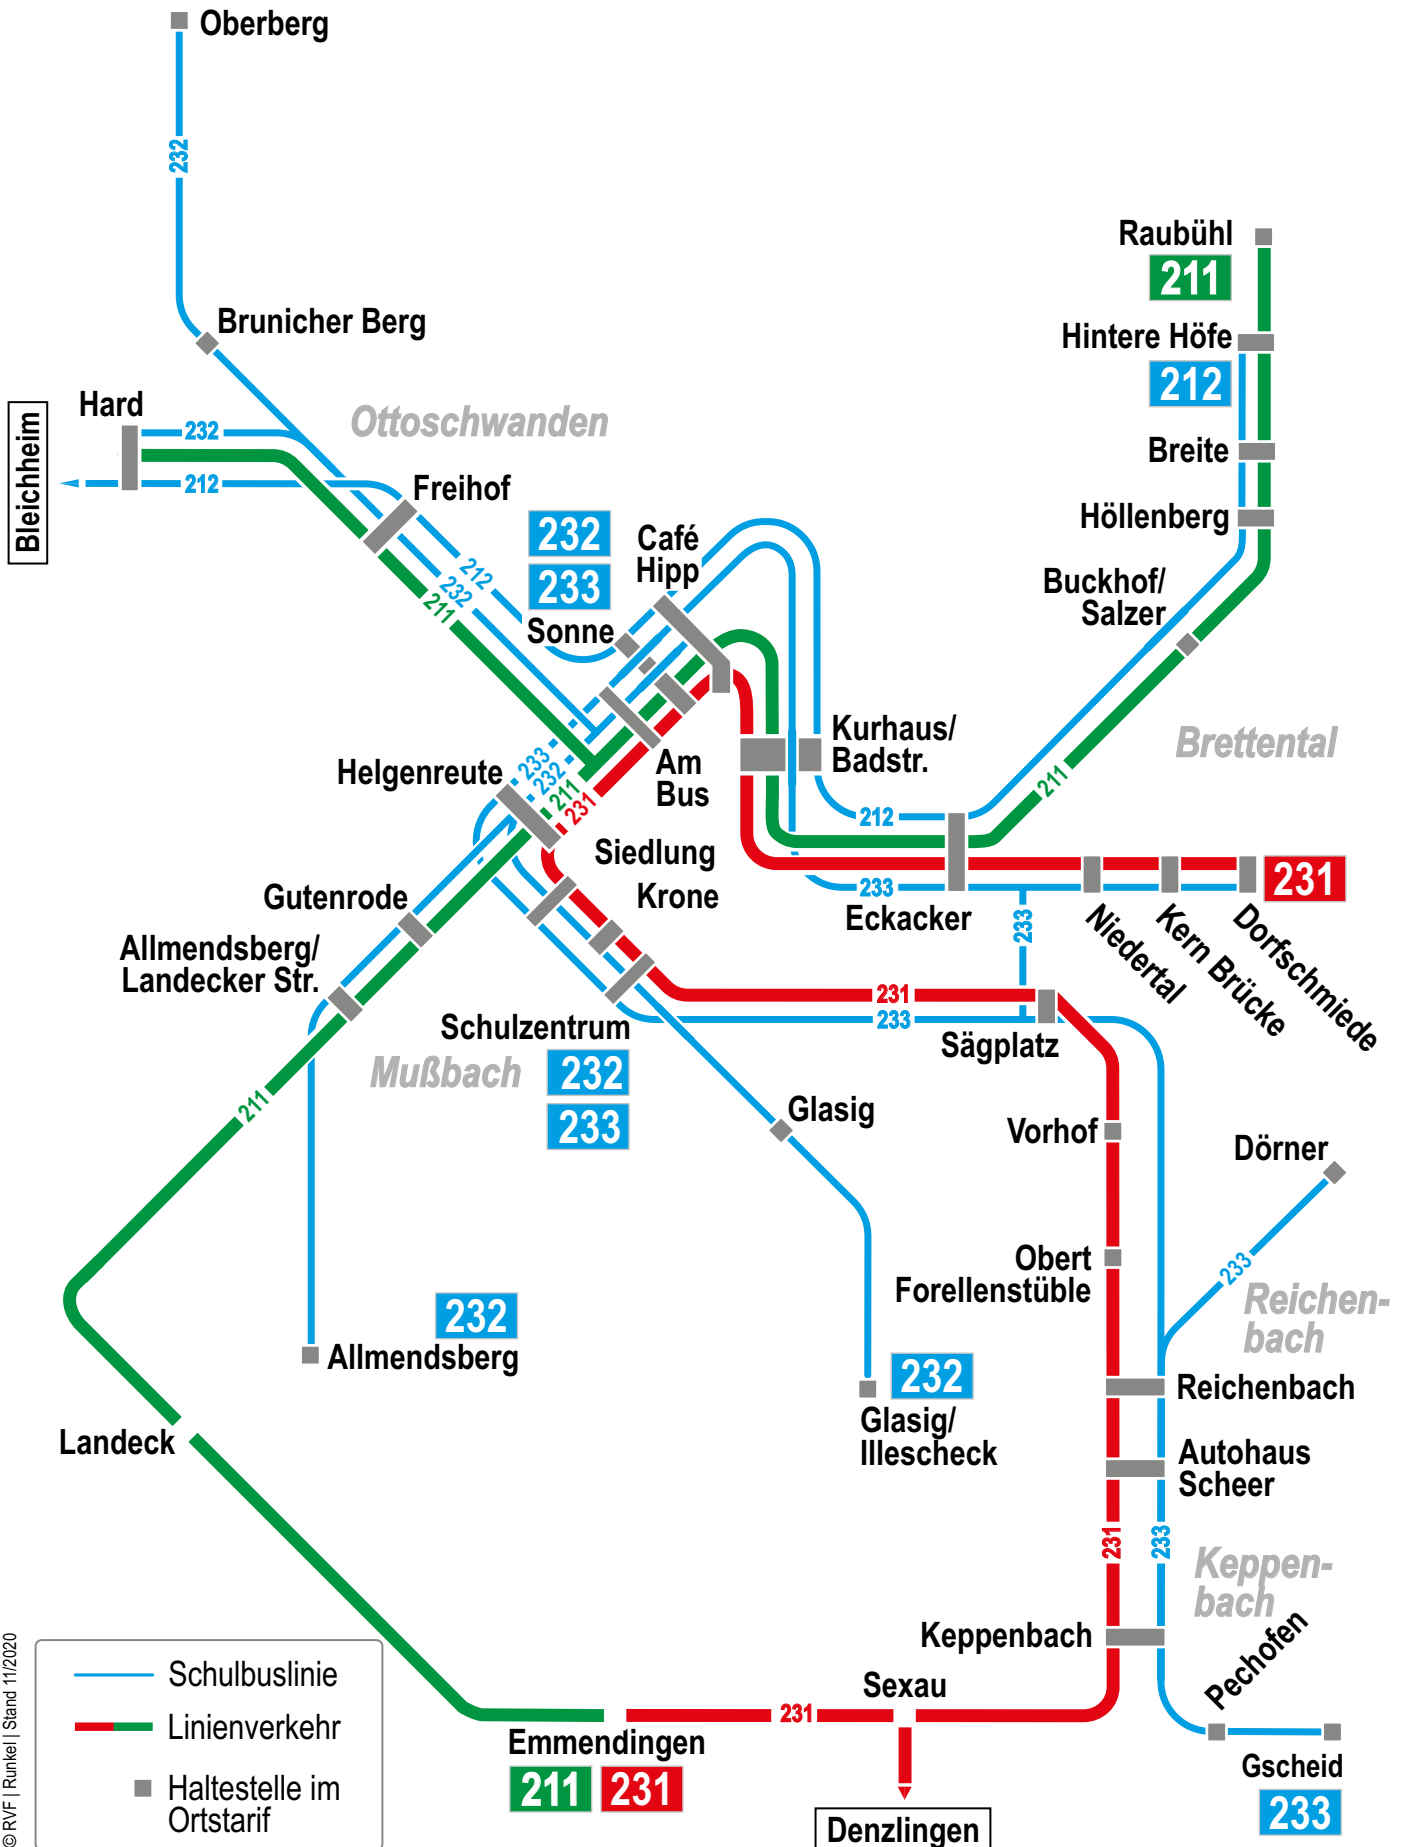 Oberberg
232
Brunicher Berg
Raubühl
211
Hintere Höfe
212
Hard
232
Bleichheim
212
Ottoschwanden
Freihof
Breite
Höllenberg
232
233
Café
Hipp
212
232
211
Sonne
Buckhof/
Salzer
Kurhaus/
Badstr.
Brettental
Helgenreute
233
232
211
231
Am
Bus
211
212
Siedlung
Krone
233
231
Gutenrode
Eckacker
233
Niedertal
Kern Brücke
Dorfschmiede
Allmendsberg/
Landecker Str.
231
233
Schulzentrum
Sägplatz
Mußbach
232
233
211
Glasig
Vorhof
Dörner
Obert
Forellenstüble
233
Reichen-
bach
232
Allmendsberg
232
Glasig/
Illescheck
Reichenbach
Landeck
Autohaus
Scheer
231
233
Keppen-
bach
Keppenbach
Pechofen
Sexau
231
Emmendingen
211
231
Gscheid
233
Denzlingen
Schulbuslinie
Linienverkehr
Haltestelle im
Ortstarif
© RVF | Runkel | Stand 11/2020